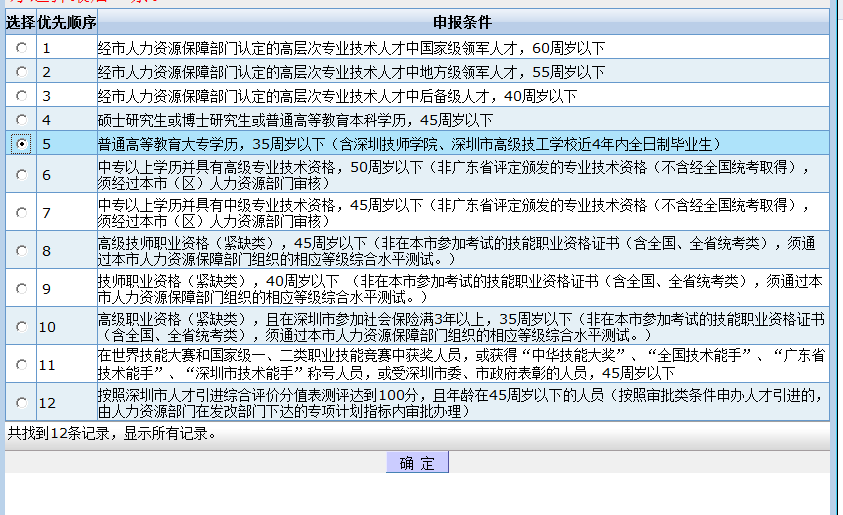 选择 优先顺序 申报条件
1 经市人力资源保障部门认定的高层次专业技术人才中国家级领军人才，60周岁以下
2 经市人力资源保障部门认定的高层次专业技术人才中地方级领军人才，55周岁以下
3 经市人力资源保障部门认定的高层次专业技术人才中后备级人才，40周岁以下
4 硕士研究生或博士研究生或普通高等教育本科学历，45周岁以下
5 普通高等教育大专学历，35周岁以下（含深圳技师学院、深圳市高级技工学校近4年内全日制毕业生）
6 中专以上学历并具有高级专业技术资格，50周岁以下（非广东省评定颁发的专业技术资格（不含经全国统考取得），
须经过本市（区）人力资源部门审核）
7 中专以上学历并具有中级专业技术资格，45周岁以下（非广东省评定颁发的专业技术资格（不含经全国统考取得），
须经过本市（区）人力资源部门审核）
8 高级技师职业资格（紧缺类），45周岁以下（非在本市参加考试的技能职业资格证书（含全国、全省统考类），须通
过本市人力资源保障部门组织的相应等级综合水平测试。）
9 技师职业资格（紧缺类），40周岁以下 （非在本市参加考试的技能职业资格证书（含全国、全省统考类），须通过本
市人力资源保障部门组织的相应等级综合水平测试。）
10 高级职业资格（紧缺类），且在深圳市参加社会保险满3年以上，35周岁以下（非在本市参加考试的技能职业资格证书
（含全国、全省统考类），须通过本市人力资源保障部门组织的相应等级综合水平测试。）
11 在世界技能大赛和国家级一、二类职业技能竞赛中获奖人员，或获得“中华技能大奖”、“全国技术能手”、“广东省
技术能手”、“深圳市技术能手”称号人员，或受深圳市委、市政府表彰的人员，45周岁以下
12 按照深圳市人才引进综合评价分值表测评达到100分，且年龄在45周岁以下的人员（按照审批类条件申办人才引进的，
由人力资源部门在发改部门下达的专项计划指标内审批办理）
共找到12条记录，显示所有记录。
确 定